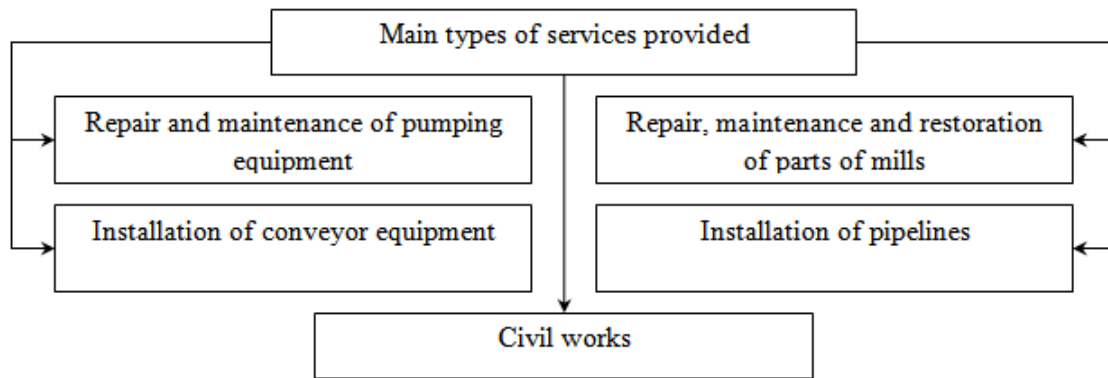 Main types of services provided
Repair and maintenance of pumping
equipment
Repair, maintenance and restoration
of parts of mills
Installation of conveyor equipment
Installation of pipelines
Civil works